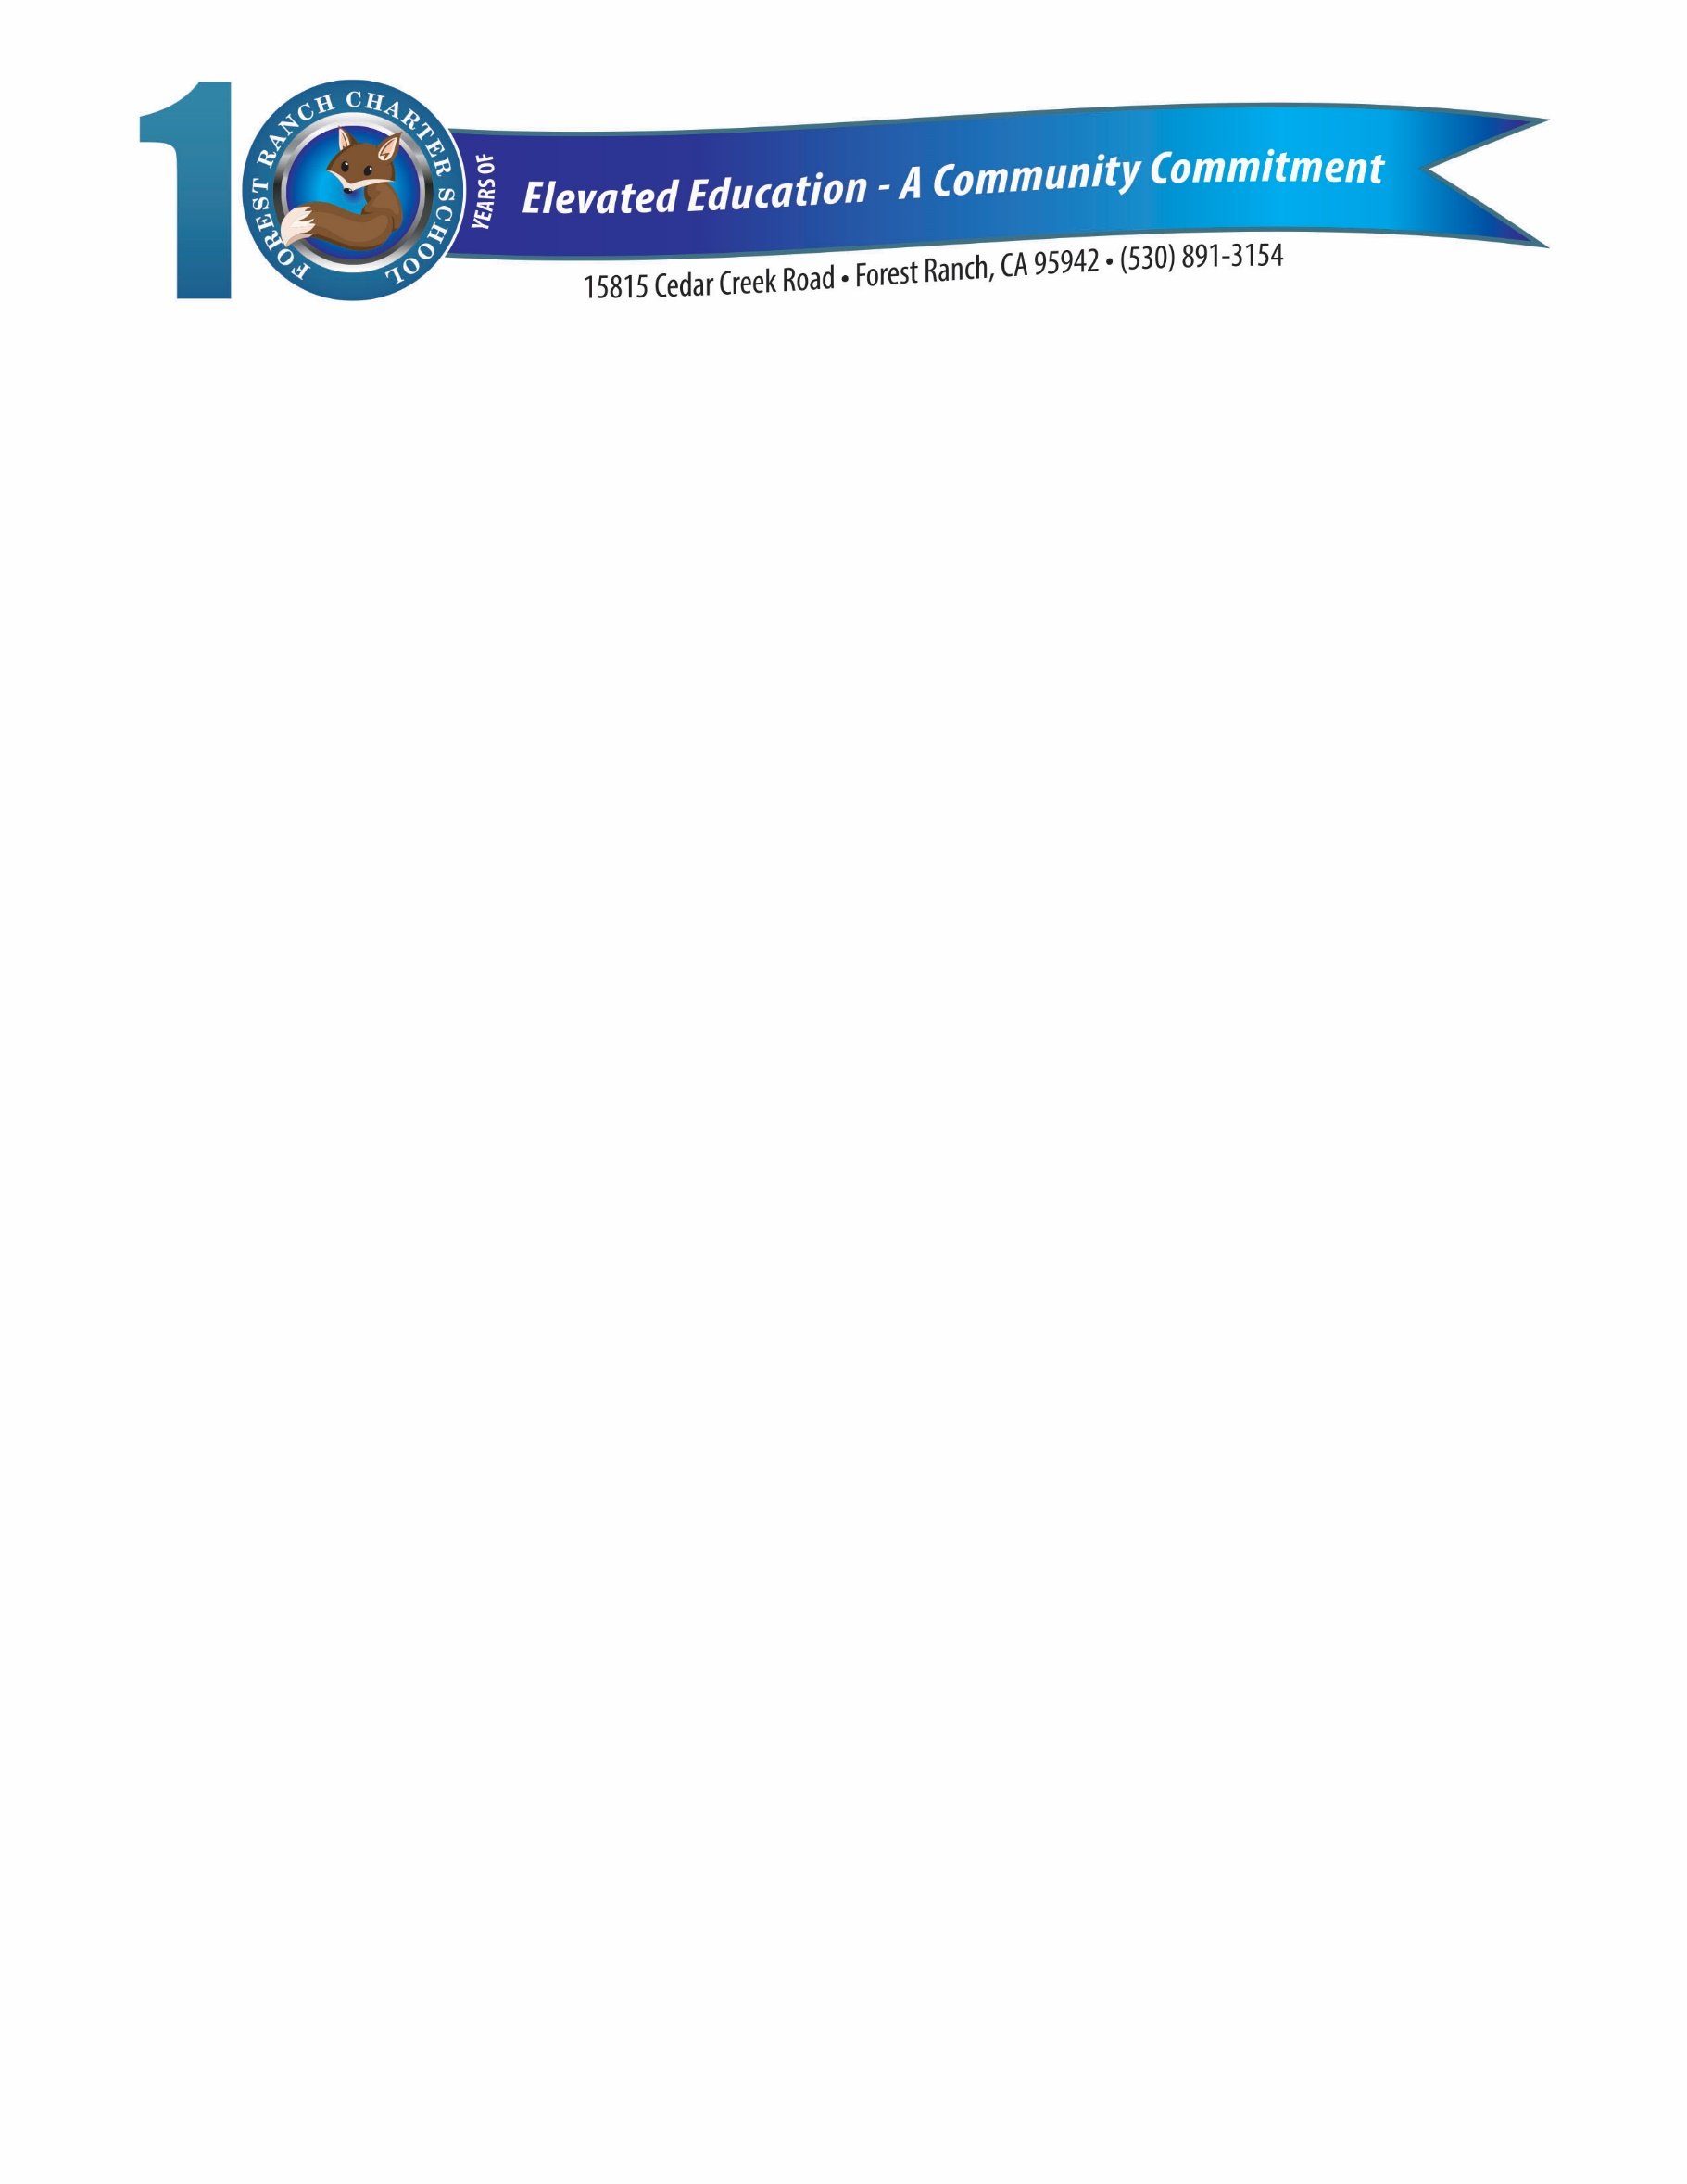 10
FOREST RANCH CHARTER SCHOOL
YEARS OF
Elevated Education - A Community Commitment
15815 Cedar Creek Road • Forest Ranch, CA 95942 • (530) 891-3154